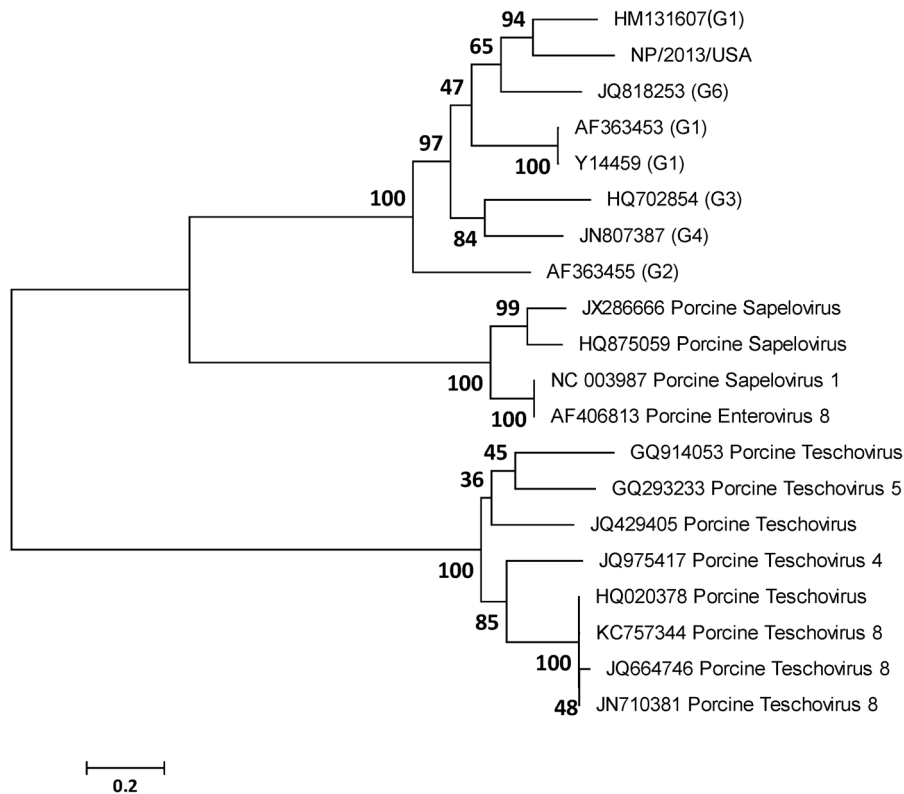 94
HM131607(G1)
65
NP/2013/USA
47
JQ818253 (G6)
97
AF363453 (G1)
100
Y14459 (G1)
100
HQ702854 (G3)
84
JN807387 (G4)
AF363455 (G2)
99
JX286666 Porcine Sapelovirus
HQ875059 Porcine Sapelovirus
100
NC 003987 Porcine Sapelovirus 1
100
AF406813 Porcine Enterovirus 8
45
GQ914053 Porcine Teschovirus
36
GQ293233 Porcine Teschovirus 5
JQ429405 Porcine Teschovirus
100
JQ975417 Porcine Teschovirus 4
HQ020378 Porcine Teschovirus
85
KC757344 Porcine Teschovirus 8
100
JQ664746 Porcine Teschovirus 8
48
JN710381 Porcine Teschovirus 8
0.2